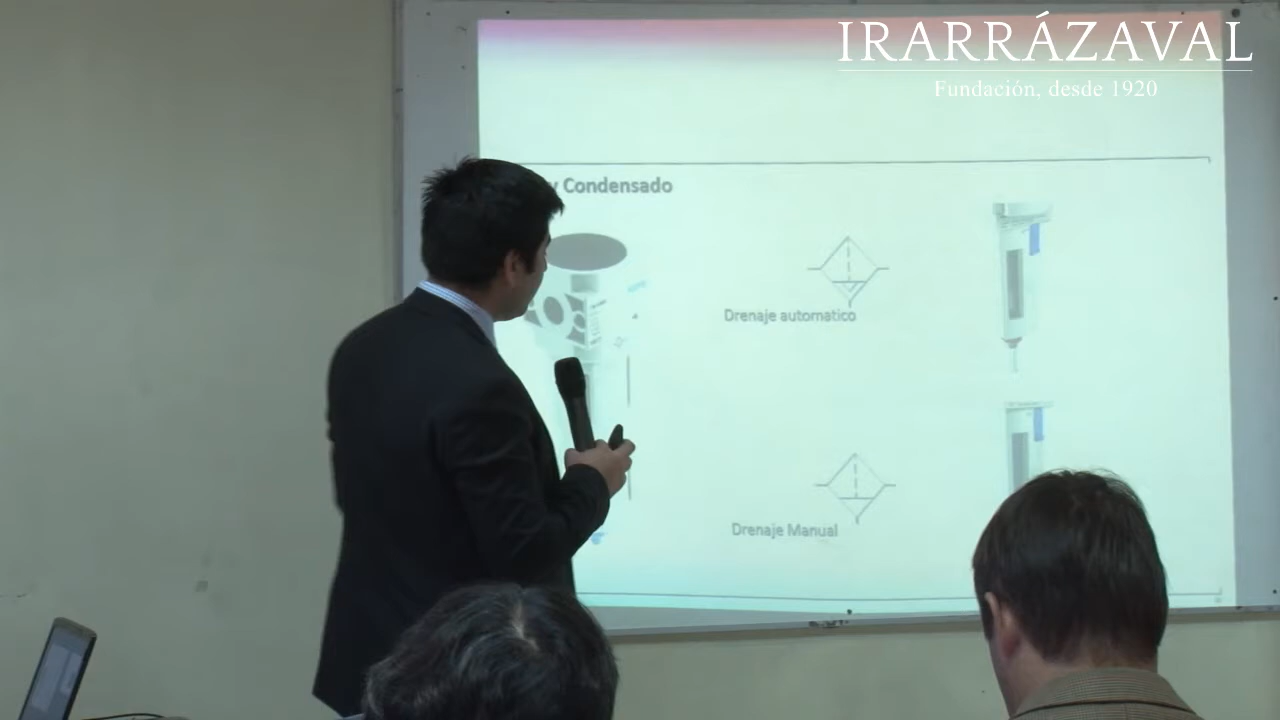 IRARRÁZAVAL
Fundación, desde 1920
y Condensado
Drenaje automatico
Drenaje Manual